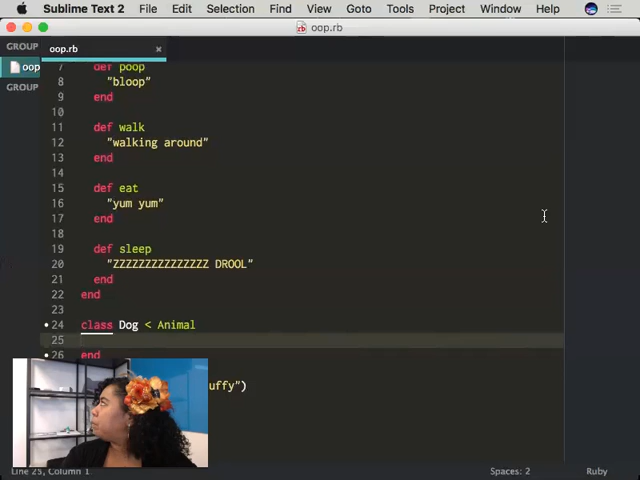 Sublime Text 2 File Edit Selection Find View Goto Tools Project Window Help
oop.rb
GROUP oop.rb
oop
GROUP
7 def poop
8 "bloop"
9 end
10
11 def walk
12 "walking around"
13 end
14
15 def eat
16 "yum yum"
17 end
18
19 def sleep
20 "ZZZZZZZZZZZZZZZ DROOL"
21 end
22 end
23
24 class Dog < Animal
25
26 end
uffy")
Line 25, Column 1 Spaces: 2 Ruby